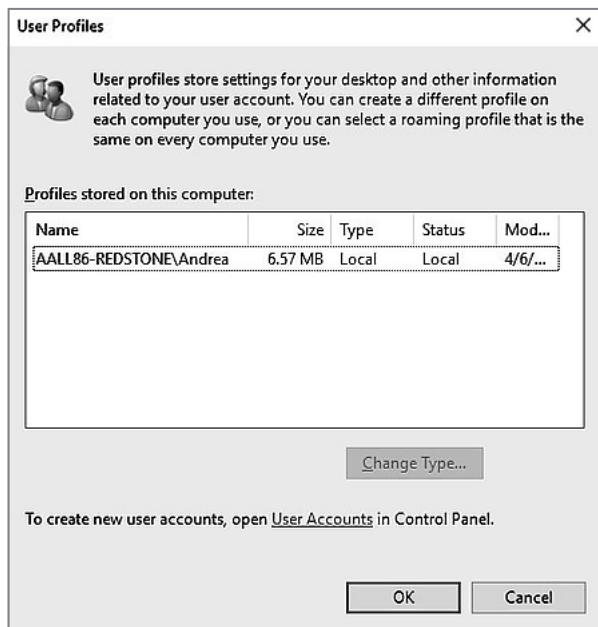 User Profiles
User profiles store settings for your desktop and other information
related to your user account. You can create a different profile on
each computer you use, or you can select a roaming profile that is the
same on every computer you use.
Profiles stored on this computer:
Name Size Type Status Mod...
AALL86-REDSTONE\Andrea 6.57 MB Local Local 4/6/...
Change Type...
To create new user accounts, open User Accounts in Control Panel.
OK Cancel